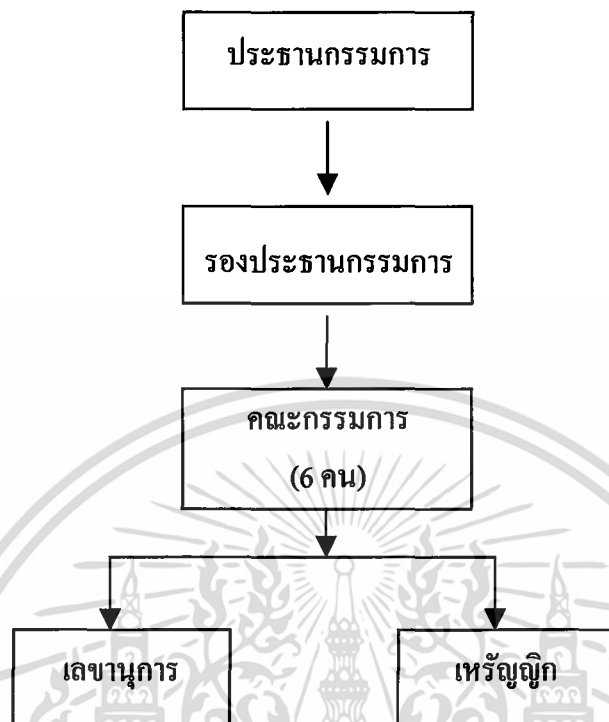 ประธานกรรมการ
รองประธานกรรมการ
คณะกรรมการ
(6 คน)
เลขานุการ
เหรัญญิก